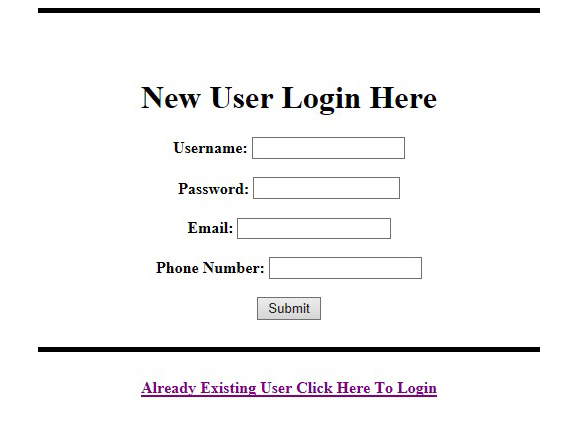 New User Login Here
Username:
Password:
Email:
Phone Number:
Submit
Already Existing User Click Here To Login